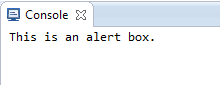 Console
This is an alert box.